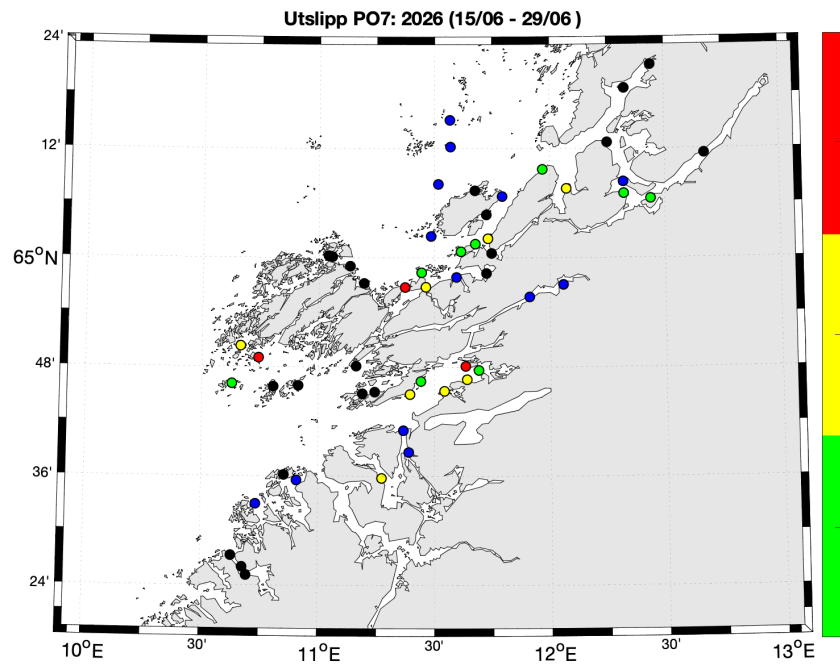 Utslipp PO7: 2026 (15/06 - 29/06 )
24'
12'
65°N
48'
36'
24'
10°E
30'
11°E
30'
12°E
30'
13°E